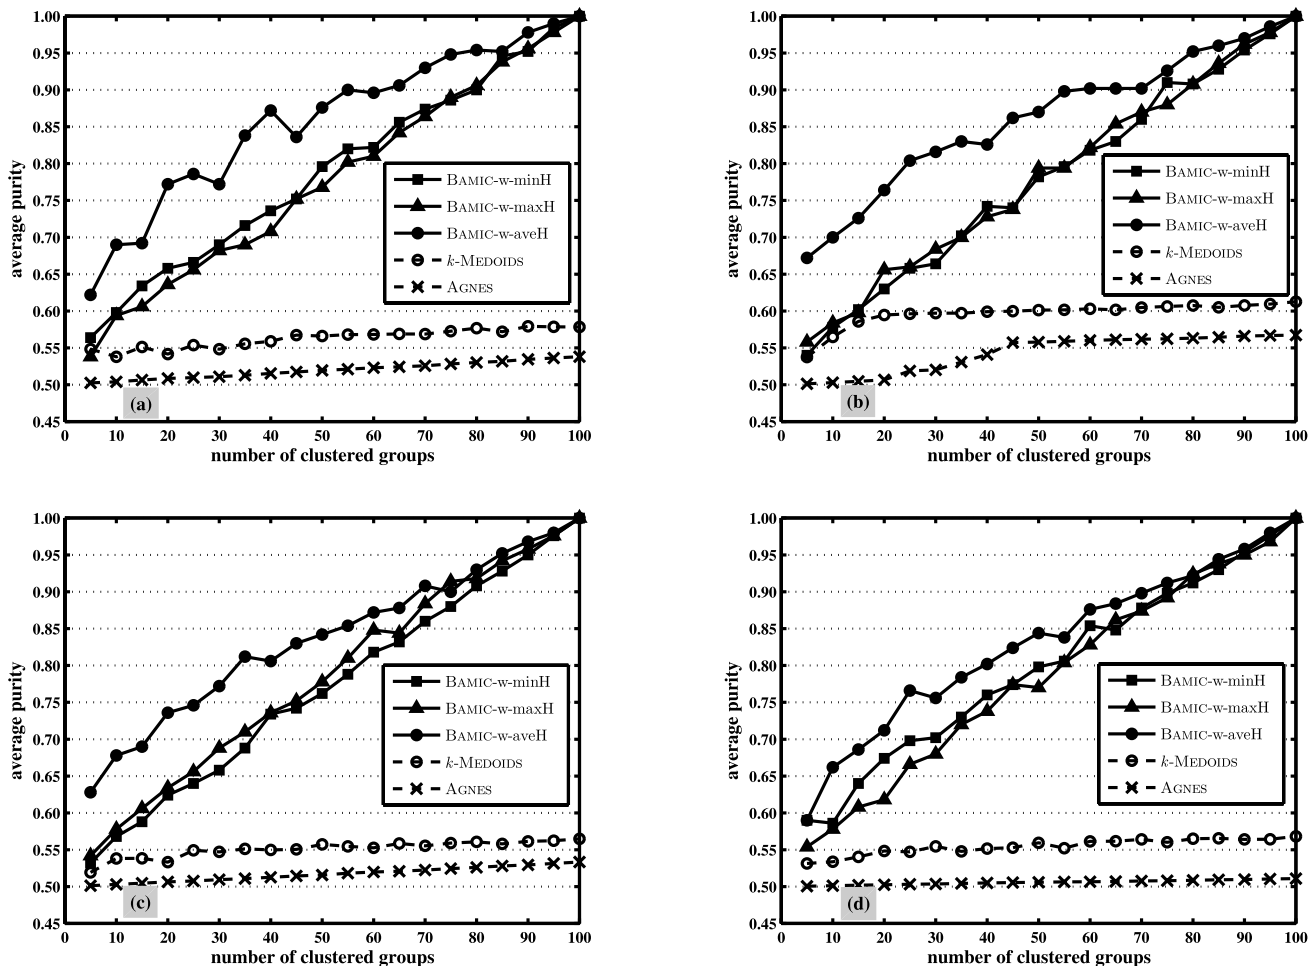 1.00
0.95
0.90
0.85
0.80
0.75
0.70
0.65
0.60
0.55
0.50
0.45
average purity
BAMIC-w-minH
BAMIC-w-maxH
BAMIC-w-aveH
k-MEDOIDS
AGNES
(a)
0 10 20 30 40 50 60 70 80 90 100
number of clustered groups
1.00
0.95
0.90
0.85
0.80
0.75
0.70
0.65
0.60
0.55
0.50
0.45
average purity
BAMIC-w-minH
BAMIC-w-maxH
BAMIC-w-aveH
k-MEDOIDS
AGNES
(b)
0 10 20 30 40 50 60 70 80 90 100
number of clustered groups
1.00
0.95
0.90
0.85
0.80
0.75
0.70
0.65
0.60
0.55
0.50
0.45
average purity
BAMIC-w-minH
BAMIC-w-maxH
BAMIC-w-aveH
k-MEDOIDS
AGNES
(c)
0 10 20 30 40 50 60 70 80 90 100
number of clustered groups
1.00
0.95
0.90
0.85
0.80
0.75
0.70
0.65
0.60
0.55
0.50
0.45
average purity
BAMIC-w-minH
BAMIC-w-maxH
BAMIC-w-aveH
k-MEDOIDS
AGNES
(d)
0 10 20 30 40 50 60 70 80 90 100
number of clustered groups